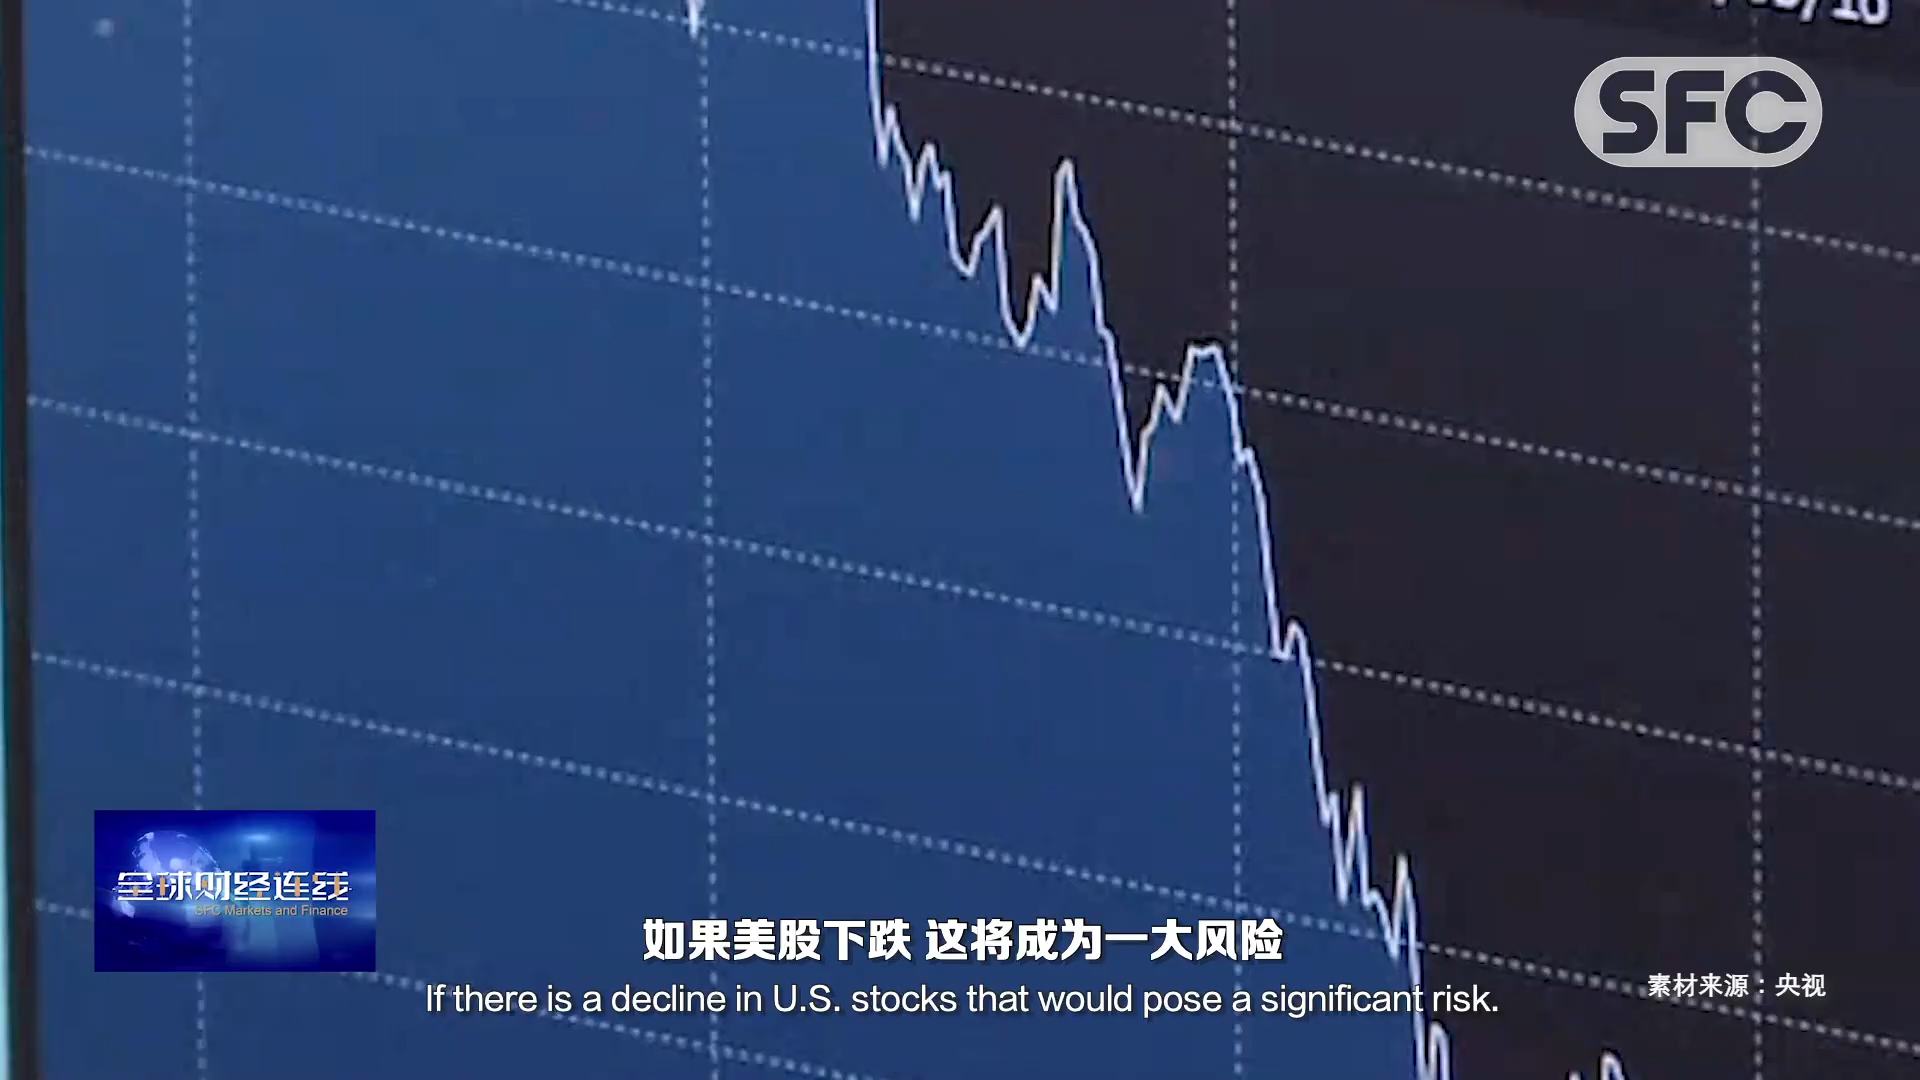 SFC
全球财经连线
SFC Markets and Finance
如果美股下跌 这将成为一大风险
If there is a decline in U.S. stocks that would pose a significant risk.
素材来源：央视